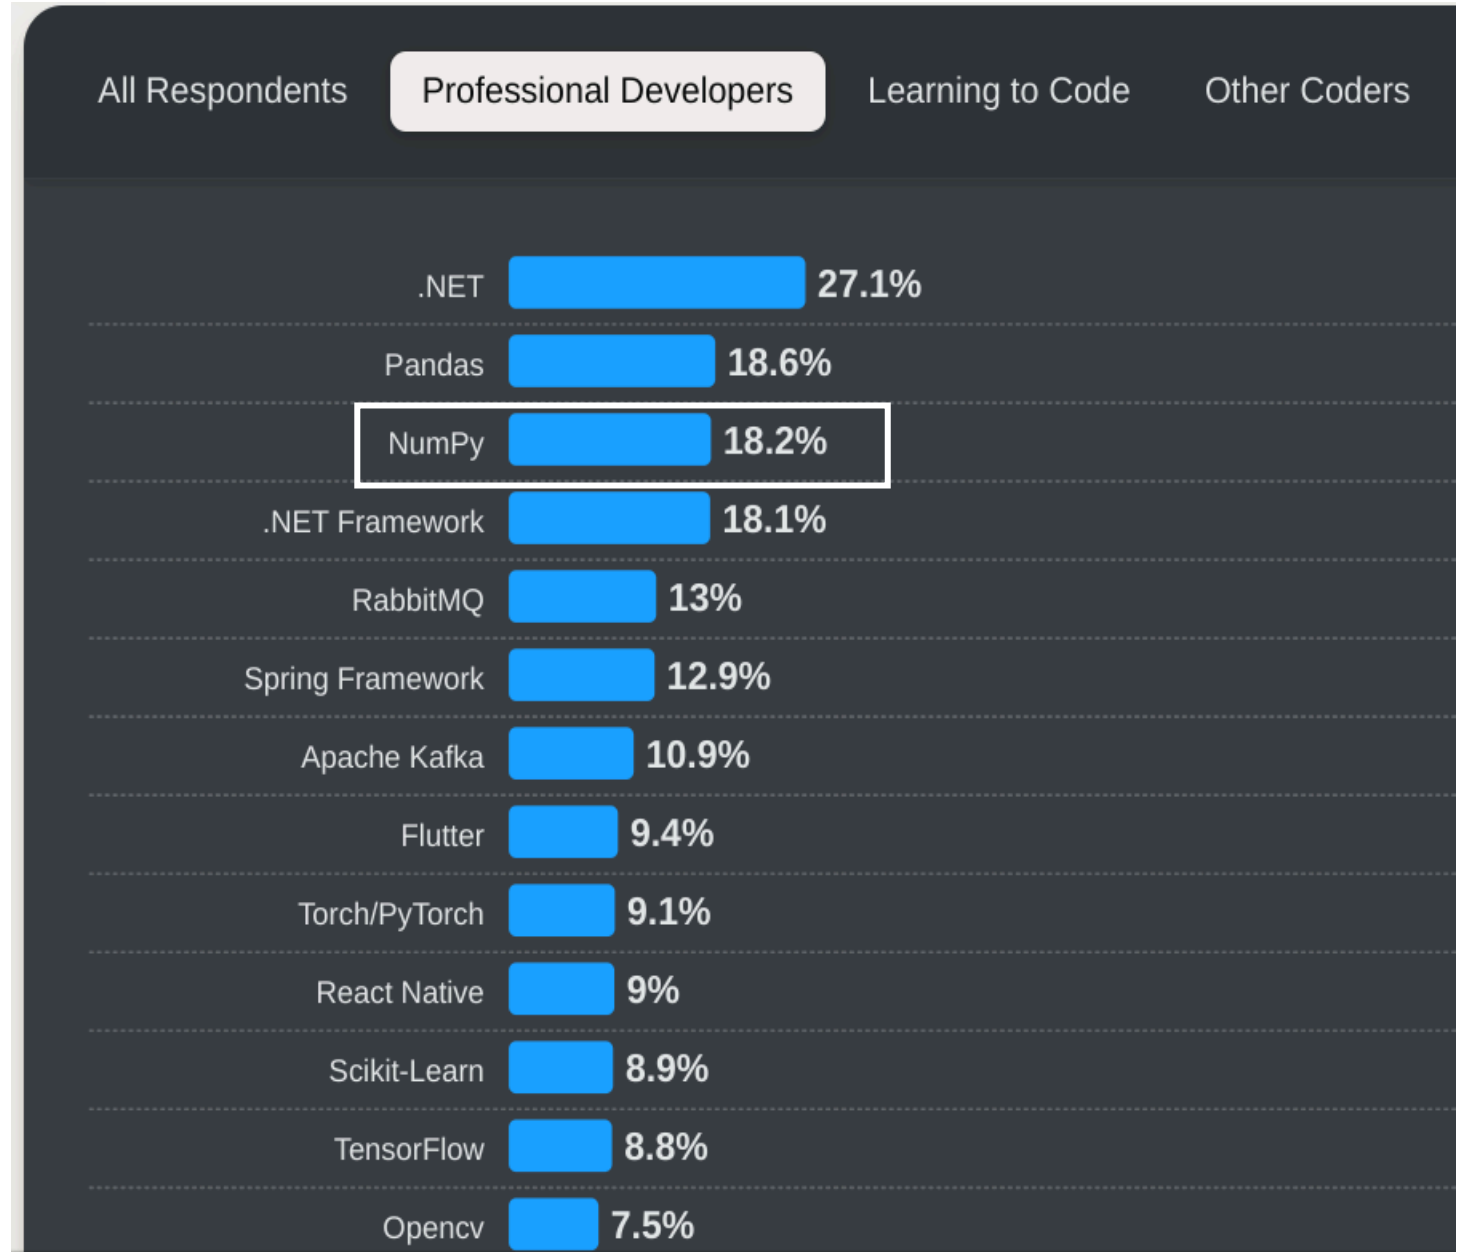 All Respondents Professional Developers Learning to Code Other Coders
.NET 27.1%
Pandas 18.6%
NumPy 18.2%
.NET Framework 18.1%
RabbitMQ 13%
Spring Framework 12.9%
Apache Kafka 10.9%
Flutter 9.4%
Torch/PyTorch 9.1%
React Native 9%
Scikit-Learn 8.9%
TensorFlow 8.8%
Opencv 7.5%